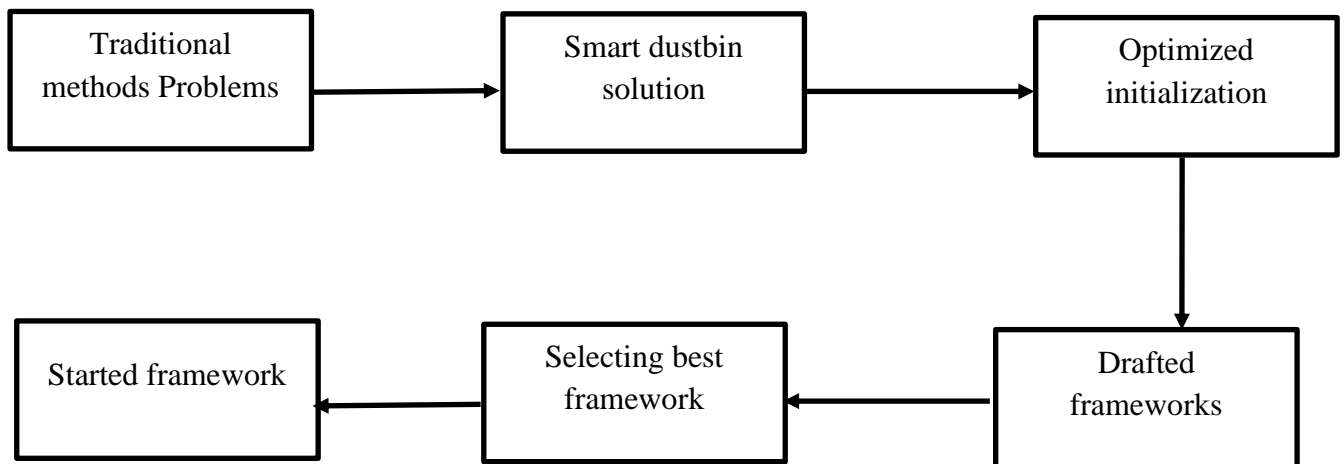 Traditional
methods Problems
Smart dustbin
solution
Optimized
initialization
Started framework
Selecting best
framework
Drafted
frameworks